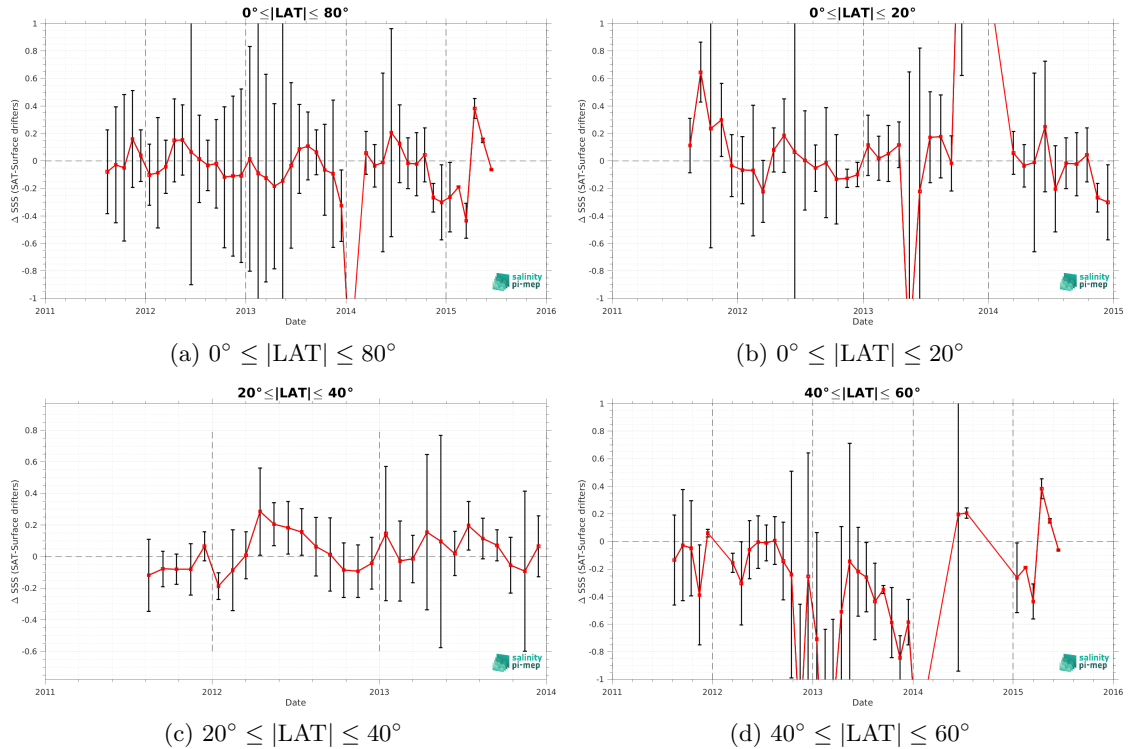 0°≤|LAT|≤ 80°
Δ SSS (SAT-Surface drifters)
1
0.8
0.6
0.4
0.2
0
-0.2
-0.4
-0.6
-0.8
-1
2011
2012
2013
2014
2015
2016
Date
salinity
pi-mep
(a) 0° ≤ |LAT| ≤ 80°
0°≤|LAT|≤ 20°
Δ SSS (SAT-Surface drifters)
1
0.8
0.6
0.4
0.2
0
-0.2
-0.4
-0.6
-0.8
-1
2011
2012
2013
2014
2015
Date
salinity
pi-mep
(b) 0° ≤ |LAT| ≤ 20°
20°≤|LAT|≤ 40°
Δ SSS (SAT-Surface drifters)
0.8
0.6
0.4
0.2
0
-0.2
-0.4
-0.6
2011
2012
2013
2014
Date
salinity
pi-mep
(c) 20° ≤ |LAT| ≤ 40°
40°≤|LAT|≤ 60°
Δ SSS (SAT-Surface drifters)
1
0.8
0.6
0.4
0.2
0
-0.2
-0.4
-0.6
-0.8
-1
2011
2012
2013
2014
2015
2016
Date
salinity
pi-mep
(d) 40° ≤ |LAT| ≤ 60°